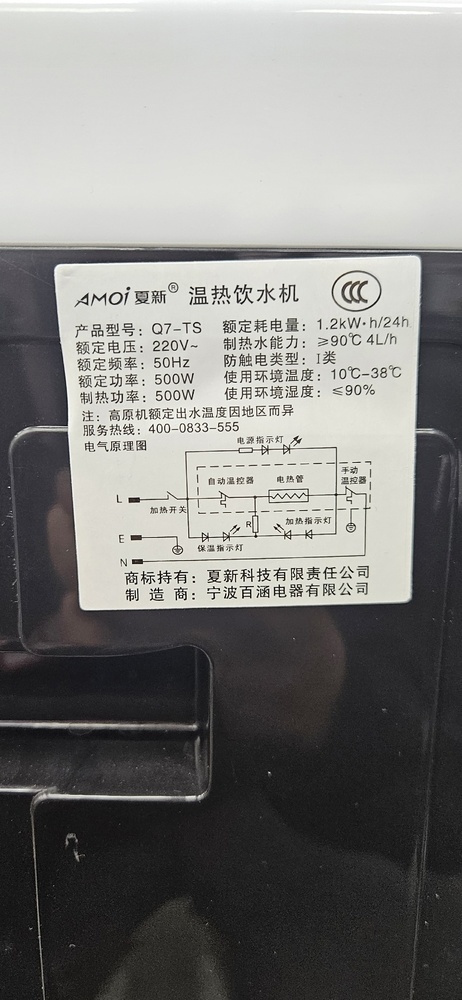 AMOi 夏新® 温热饮水机
CCC
产品型号: Q7-TS 额定耗电量: 1.2kW·h/24h
额定电压: 220V~ 制热水能力: ≥90℃ 4L/h
额定频率: 50Hz 防触电类型: I类
额定功率: 500W 使用环境温度: 10℃-38℃
制热功率: 500W 使用环境湿度: ≤90%
注: 高原机额定出水温度因地区而异
服务热线: 400-0833-555
电气原理图
电源指示灯
自动温控器 电热管 手动温控器
L
加热开关
R 加热指示灯
E
保温指示灯
N
商标持有: 夏新科技有限责任公司
制造商: 宁波百涵电器有限公司